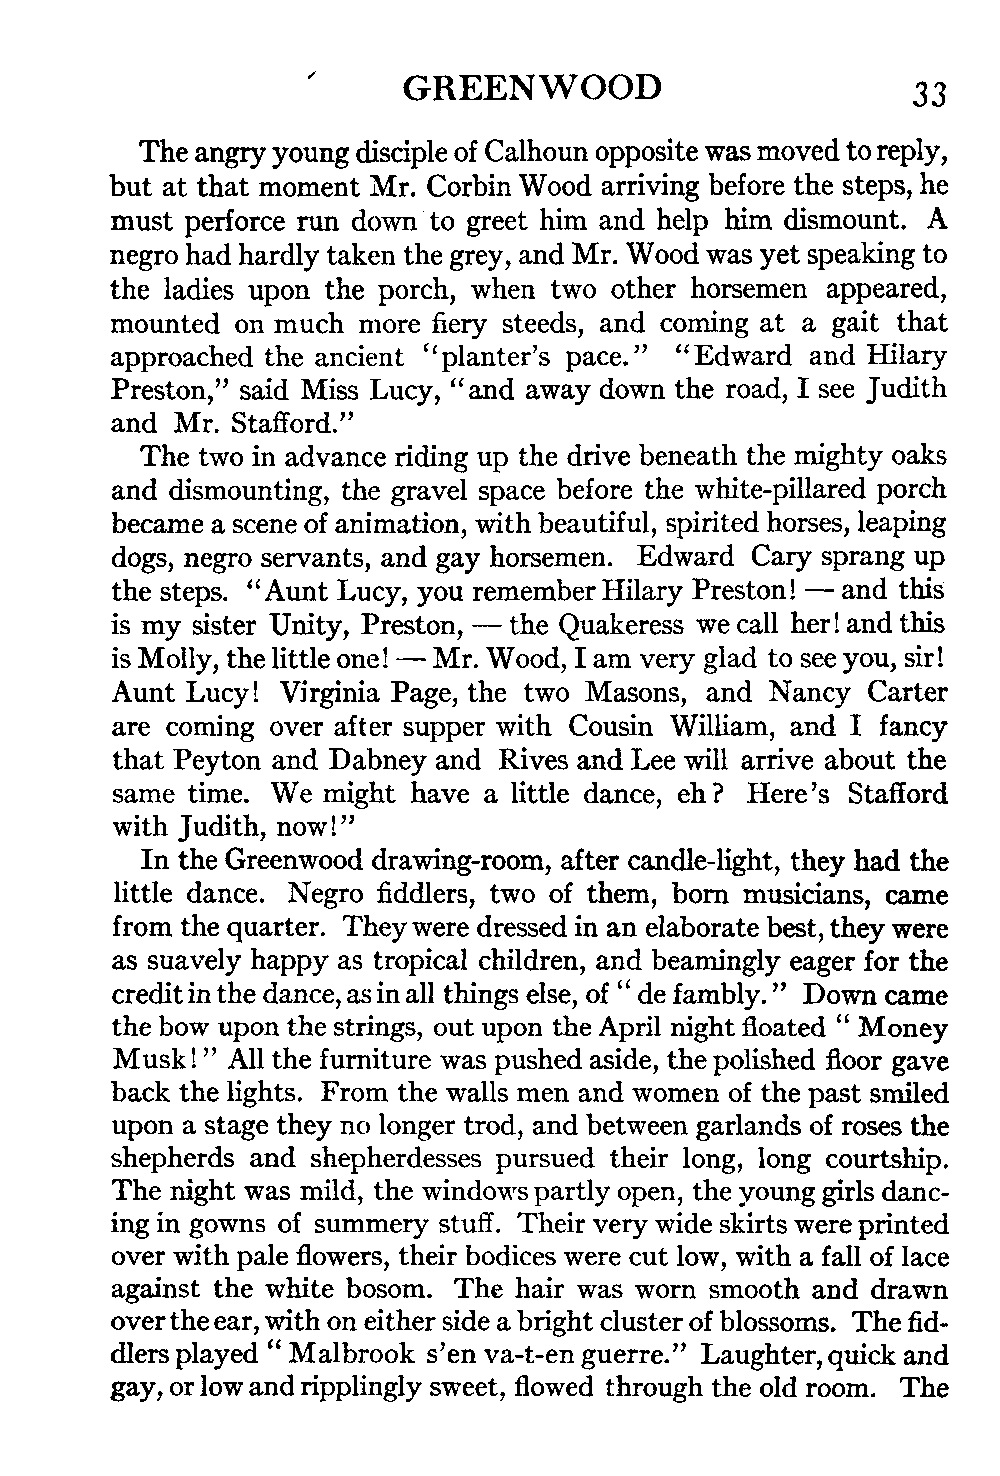 GREENWOOD 33
The angry young disciple of Calhoun opposite was moved to reply,
but at that moment Mr. Corbin Wood arriving before the steps, he
must perforce run down to greet him and help him dismount. A
negro had hardly taken the grey, and Mr. Wood was yet speaking to
the ladies upon the porch, when two other horsemen appeared,
mounted on much more fiery steeds, and coming at a gait that
approached the ancient “planter’s pace.” “Edward and Hilary
Preston,” said Miss Lucy, “and away down the road, I see Judith
and Mr. Stafford.”
The two in advance riding up the drive beneath the mighty oaks
and dismounting, the gravel space before the white-pillared porch
became a scene of animation, with beautiful, spirited horses, leaping
dogs, negro servants, and gay horsemen. Edward Cary sprang up
the steps. “Aunt Lucy, you remember Hilary Preston! — and this
is my sister Unity, Preston, — the Quakeress we call her! and this
is Molly, the little one! — Mr. Wood, I am very glad to see you, sir!
Aunt Lucy! Virginia Page, the two Masons, and Nancy Carter
are coming over after supper with Cousin William, and I fancy
that Peyton and Dabney and Rives and Lee will arrive about the
same time. We might have a little dance, eh? Here’s Stafford
with Judith, now!”
In the Greenwood drawing-room, after candle-light, they had the
little dance. Negro fiddlers, two of them, born musicians, came
from the quarter. They were dressed in an elaborate best, they were
as suavely happy as tropical children, and beamingly eager for the
credit in the dance, as in all things else, of “de fambly.” Down came
the bow upon the strings, out upon the April night floated “Money
Musk!” All the furniture was pushed aside, the polished floor gave
back the lights. From the walls men and women of the past smiled
upon a stage they no longer trod, and between garlands of roses the
shepherds and shepherdesses pursued their long, long courtship.
The night was mild, the windows partly open, the young girls danc-
ing in gowns of summery stuff. Their very wide skirts were printed
over with pale flowers, their bodices were cut low, with a fall of lace
against the white bosom. The hair was worn smooth and drawn
over the ear, with on either side a bright cluster of blossoms. The fid-
dlers played “Malbrook s’en va-t-en guerre.” Laughter, quick and
gay, or low and ripplingly sweet, flowed through the old room. The